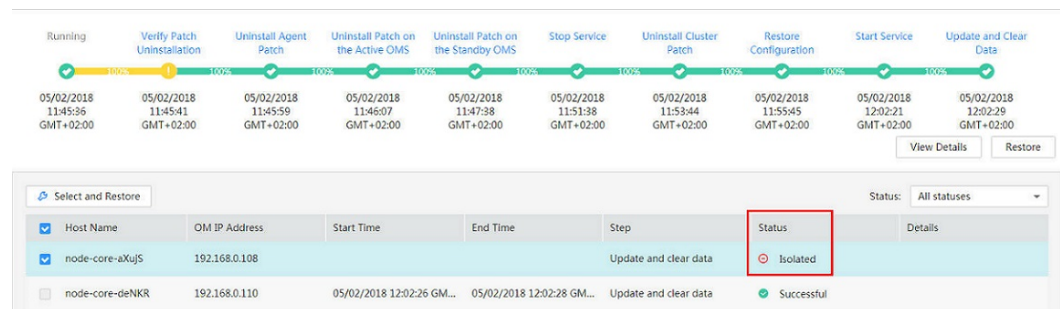 Running
Verify Patch Uninstallation
Uninstall Agent Patch
Uninstall Patch on the Active OMS
Uninstall Patch on the Standby OMS
Stop Service
Uninstall Cluster Patch
Restore Configuration
Start Service
Update and Clear Data
100% 100% 100% 100% 100% 100% 100% 100% 100%
05/02/2018 11:45:36 GMT+02:00
05/02/2018 11:45:41 GMT+02:00
05/02/2018 11:45:59 GMT+02:00
05/02/2018 11:46:07 GMT+02:00
05/02/2018 11:47:38 GMT+02:00
05/02/2018 11:51:38 GMT+02:00
05/02/2018 11:53:44 GMT+02:00
05/02/2018 11:55:45 GMT+02:00
05/02/2018 12:02:21 GMT+02:00
05/02/2018 12:02:29 GMT+02:00
View Details Restore
Select and Restore Status: All statuses
Host Name OM IP Address Start Time End Time Step Status Details
node-core-aXujS 192.168.0.108 Update and clear data Isolated
node-core-deNKR 192.168.0.110 05/02/2018 12:02:26 GM... 05/02/2018 12:02:28 GM... Update and clear data Successful